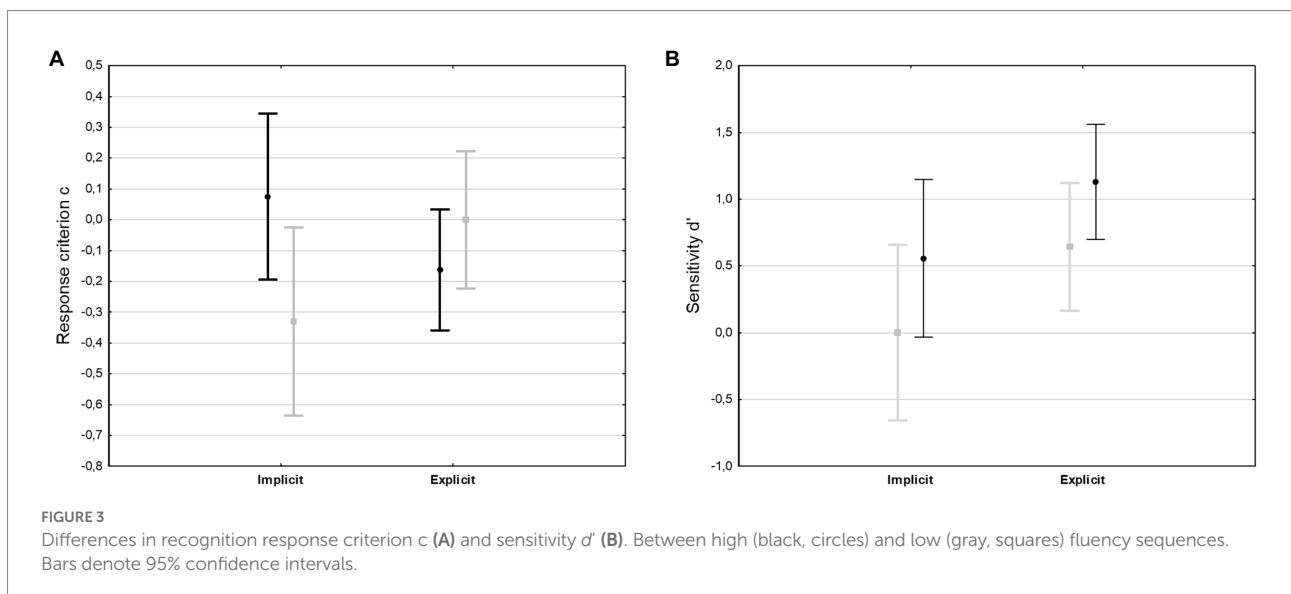 A
0,5
0,4
0,3
0,2
0,1
0,0
-0,1
-0,2
-0,3
-0,4
-0,5
-0,6
-0,7
-0,8
Response criterion c
Implicit Explicit
B
2,0
1,5
1,0
0,5
0,0
-0,5
-1,0
Sensitivity d'
Implicit Explicit
FIGURE 3
Differences in recognition response criterion c (A) and sensitivity d′ (B). Between high (black, circles) and low (gray, squares) fluency sequences.
Bars denote 95% confidence intervals.